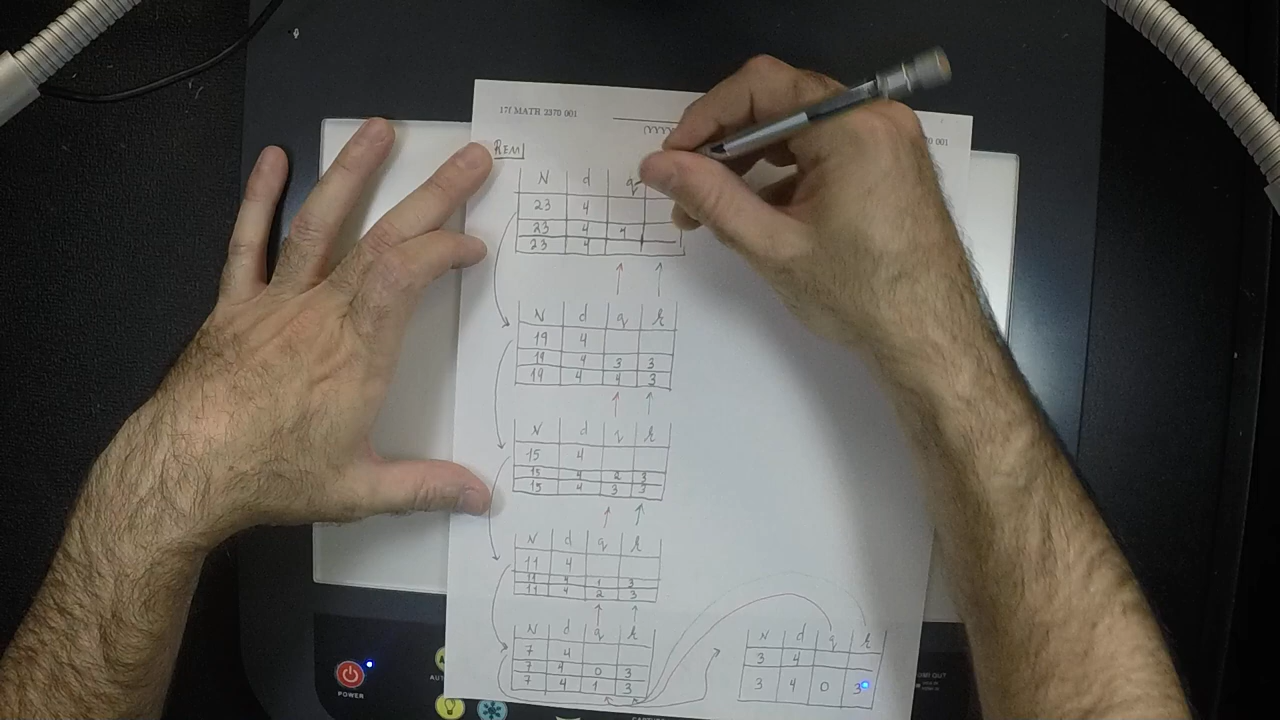 17f MATH 2370 001
001
REM
N d q
23 4
23 4 4
23 4
N d q r
19 4
19 4 3 3
19 4 4 3
N d q r
15 4
15 4 2 3
15 4 3 3
N d q r
11 4
11 4 1 3
11 4 2 3
N d q r
7 4
7 4 0 3
7 4 1 3
N d q r
3 4
3 4 0 3
POWER